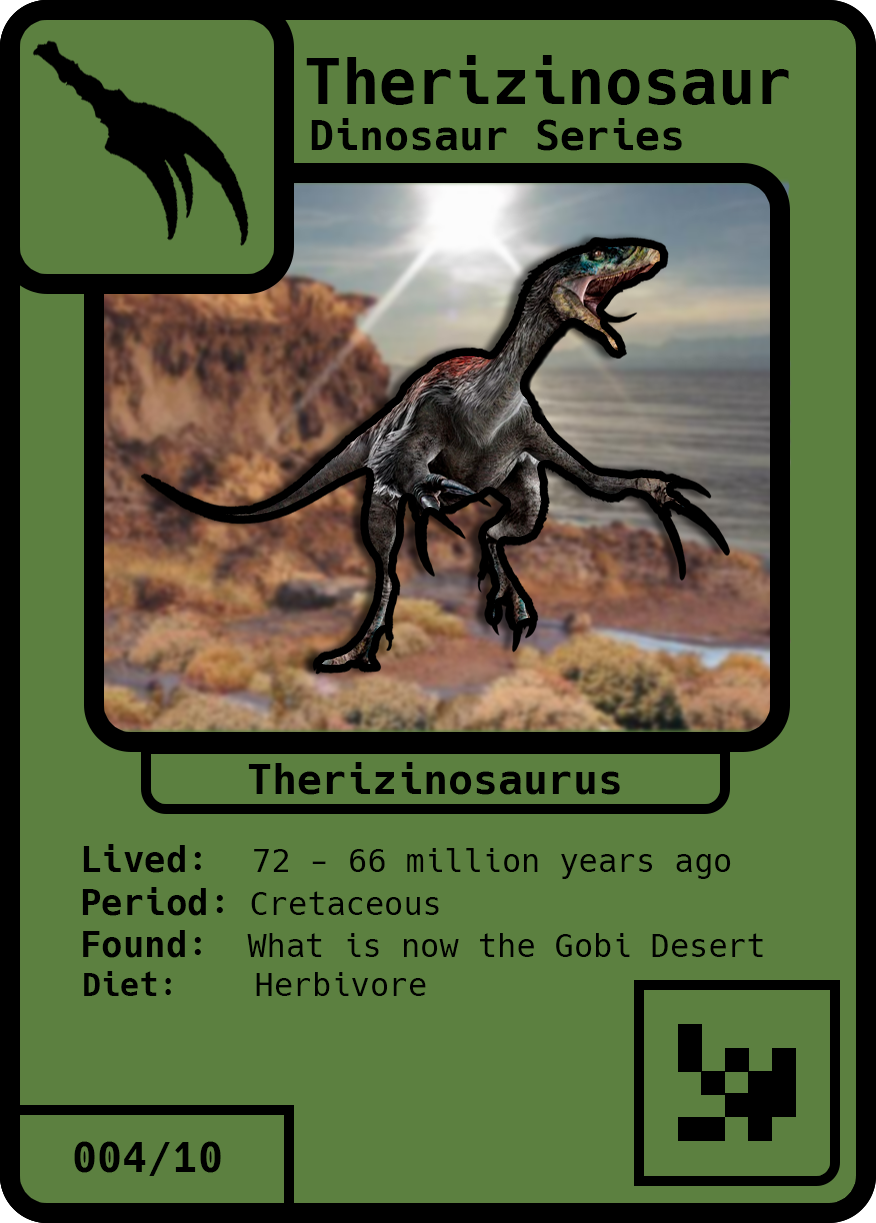 Therizinosaur
Dinosaur Series
Therizinosaurus
Lived: 72 – 66 million years ago
Period: Cretaceous
Found: What is now the Gobi Desert
Diet: Herbivore
004/10